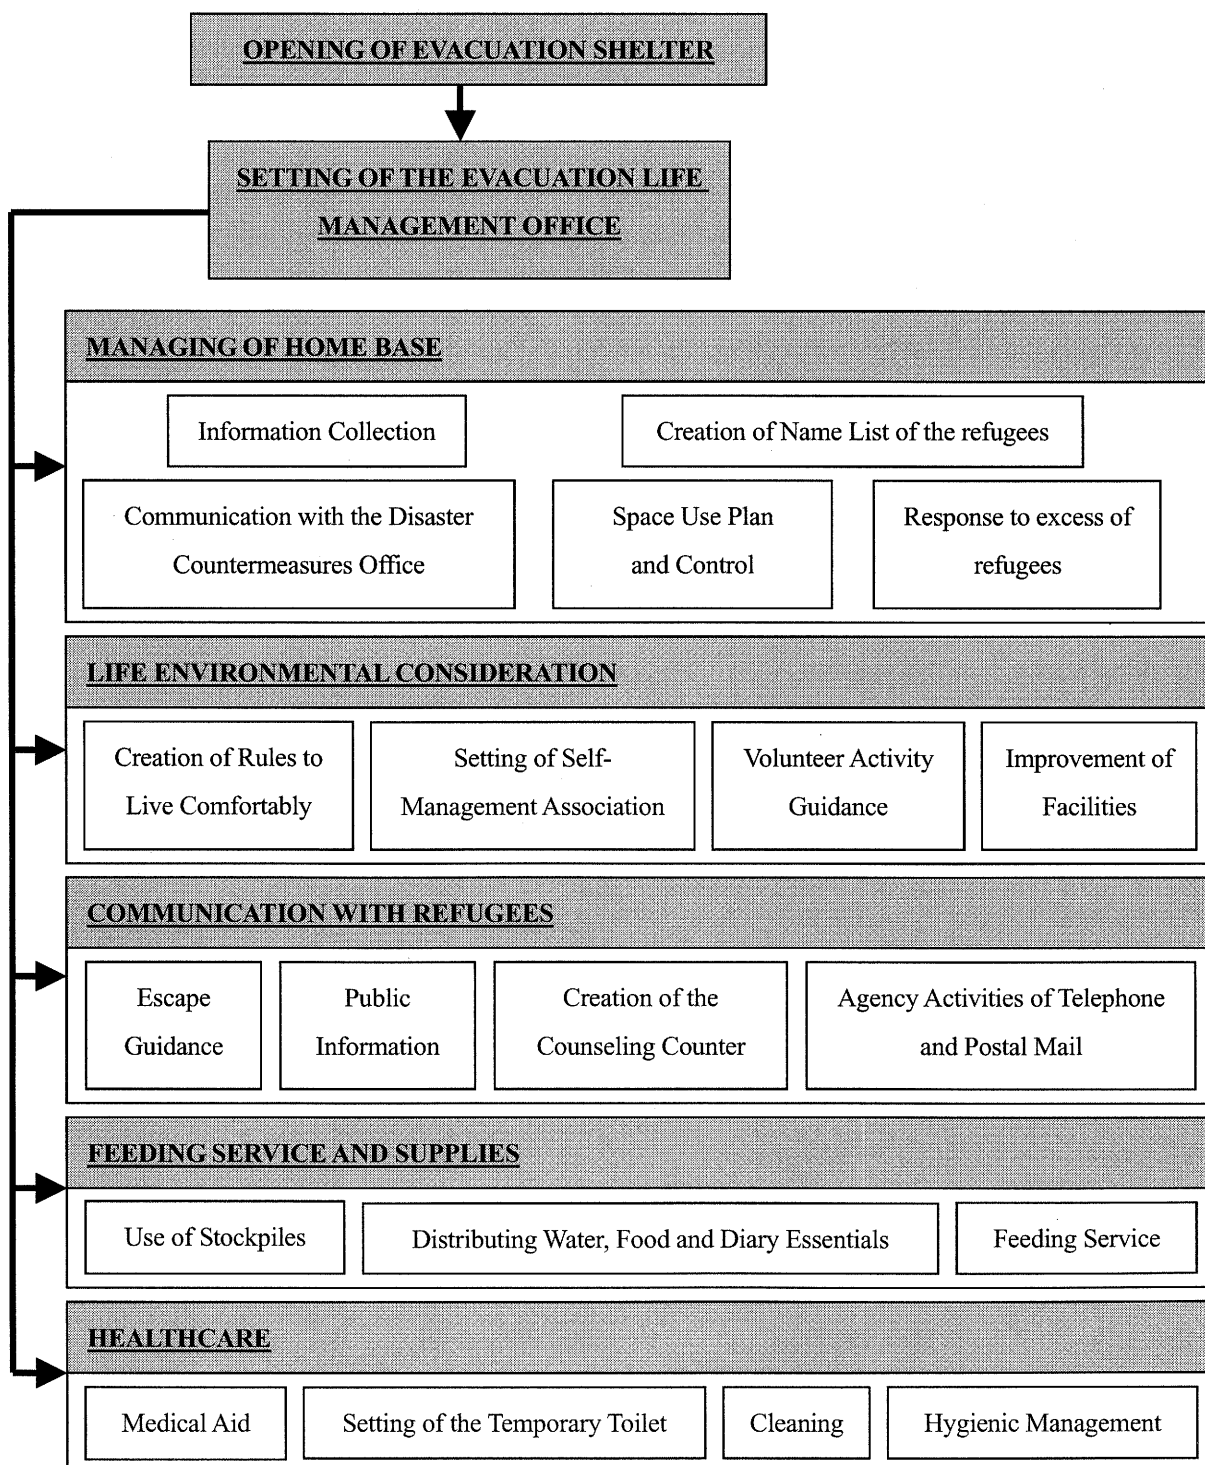 OPENING OF EVACUATION SHELTER
SETTING OF THE EVACUATION LIFE
MANAGEMENT OFFICE
MANAGING OF HOME BASE
Information Collection
Creation of Name List of the refugees
Communication with the Disaster
Countermeasures Office
Space Use Plan
and Control
Response to excess of
refugees
LIFE ENVIRONMENTAL CONSIDERATION
Creation of Rules to
Live Comfortably
Setting of Self-
Management Association
Volunteer Activity
Guidance
Improvement of
Facilities
COMMUNICATION WITH REFUGEES
Escape
Guidance
Public
Information
Creation of the
Counseling Counter
Agency Activities of Telephone
and Postal Mail
FEEDING SERVICE AND SUPPLIES
Use of Stockpiles
Distributing Water, Food and Diary Essentials
Feeding Service
HEALTHCARE
Medical Aid
Setting of the Temporary Toilet
Cleaning
Hygienic Management